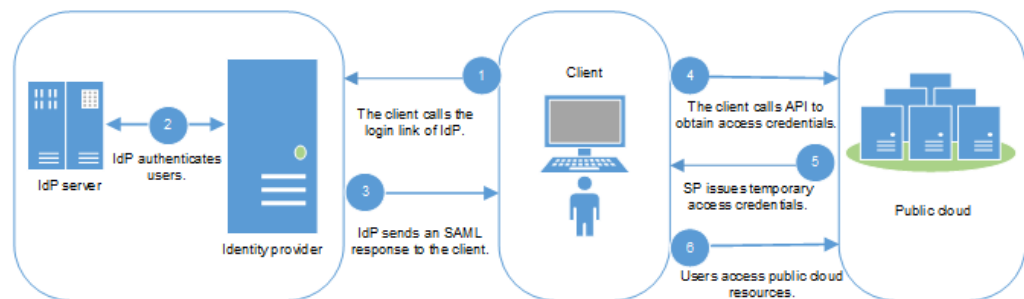 1
The client calls the
login link of IdP.
2
IdP authenticates
users.
IdP server
Identity provider
3
IdP sends an SAML
response to the client.
Client
4
The client calls API to
obtain access credentials.
5
SP issues temporary
access credentials.
6
Users access public cloud
resources.
Public cloud